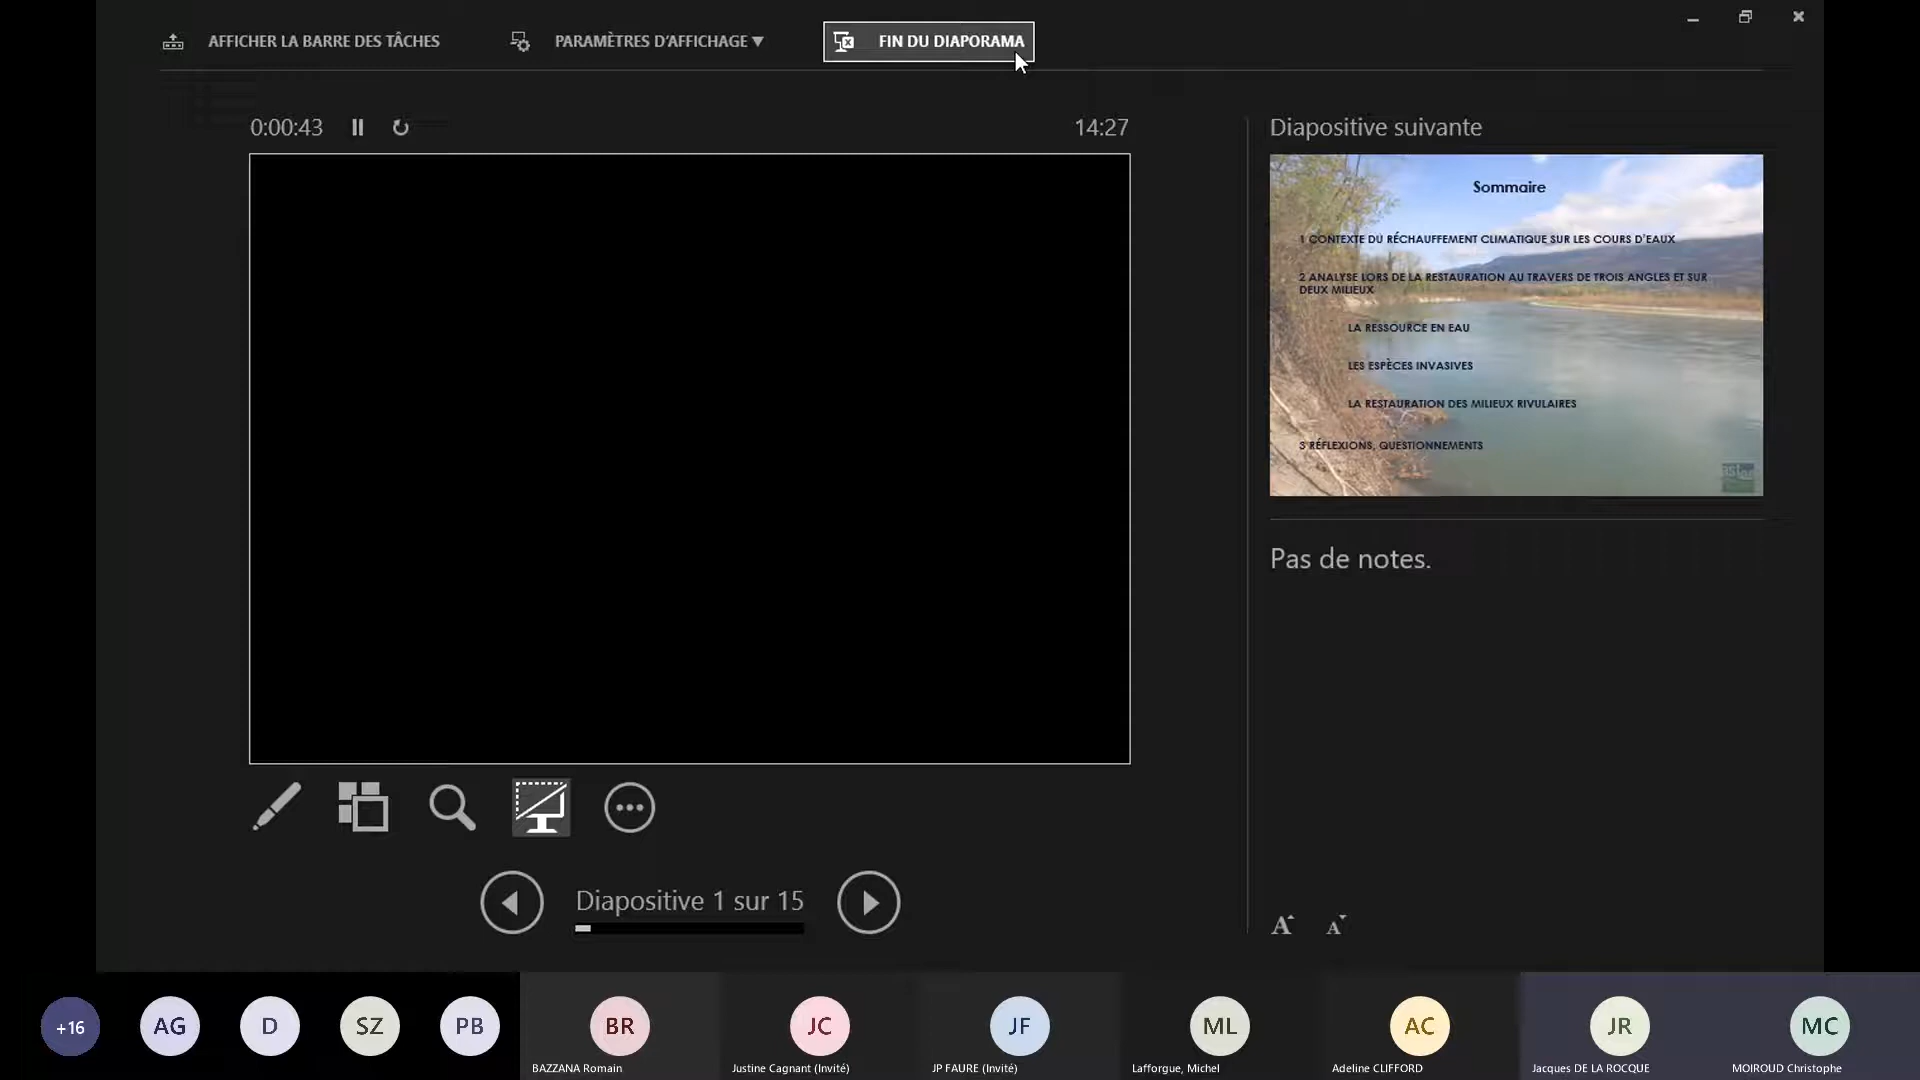 AFFICHER LA BARRE DES TÂCHES
PARAMÈTRES D'AFFICHAGE ▼
FIN DU DIAPORAMA
0:00:43
14:27
Diapositive suivante
Sommaire
1 CONTEXTE DU RÉCHAUFFEMENT CLIMATIQUE SUR LES COURS D'EAUX
2 ANALYSE LORS DE LA RESTAURATION AU TRAVERS DE TROIS ANGLES ET SUR
DEUX MILIEUX
LA RESSOURCE EN EAU
LES ESPÈCES INVASIVES
LA RESTAURATION DES MILIEUX RIVULAIRES
3 RÉFLEXIONS, QUESTIONNEMENTS
Pas de notes.
Diapositive 1 sur 15
A A
+16
AG
D
SZ
PB
BR
BAZZANA Romain
JC
Justine Cagnant (Invité)
JF
JP FAURE (Invité)
ML
Lafforgue, Michel
AC
Adeline CLIFFORD
JR
Jacques DE LA ROCQUE
MC
MOIROUD Christophe